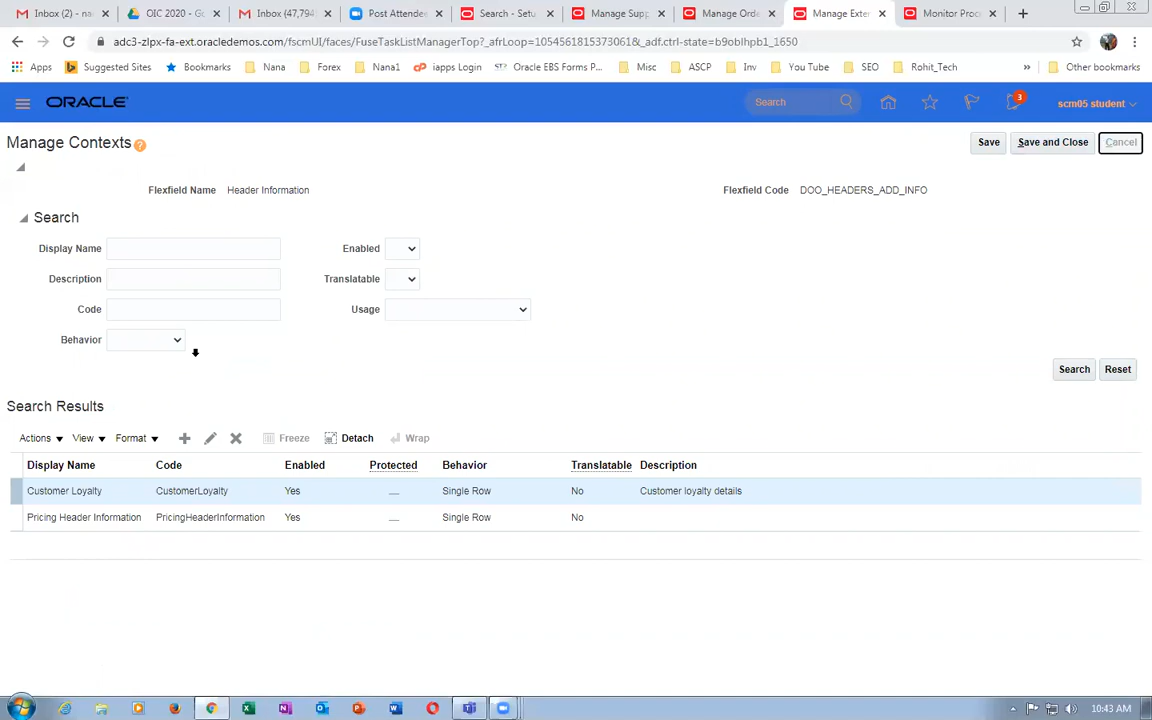 Inbox (2) - na
OIC 2020 - Gu
Inbox (47,794
Post Attendee
Search - Setu
Manage Supp
Manage Orde
Manage Exter
Monitor Proc
adc3-zlpx-fa-ext.oracledemos.com/fscmUI/faces/FuseTaskListManagerTop?_afrLoop=1054561815373061&_adf.ctrl-state=b9oblhpb1_1650
Apps Suggested Sites Bookmarks Nana Forex Nana1 iapps Login Oracle EBS Forms P... Misc ASCP Inv You Tube SEO Rohit_Tech » Other bookmarks
ORACLE Search 3 scm05 student
Manage Contexts ? Save Save and Close Cancel
Flexfield Name Header Information Flexfield Code DOO_HEADERS_ADD_INFO
Search
Display Name Enabled
Description Translatable
Code Usage
Behavior
Search Reset
Search Results
Actions View Format Freeze Detach Wrap
Display Name Code Enabled Protected Behavior Translatable Description
Customer Loyalty CustomerLoyalty Yes Single Row No Customer loyalty details
Pricing Header Information PricingHeaderInformation Yes Single Row No
10:43 AM